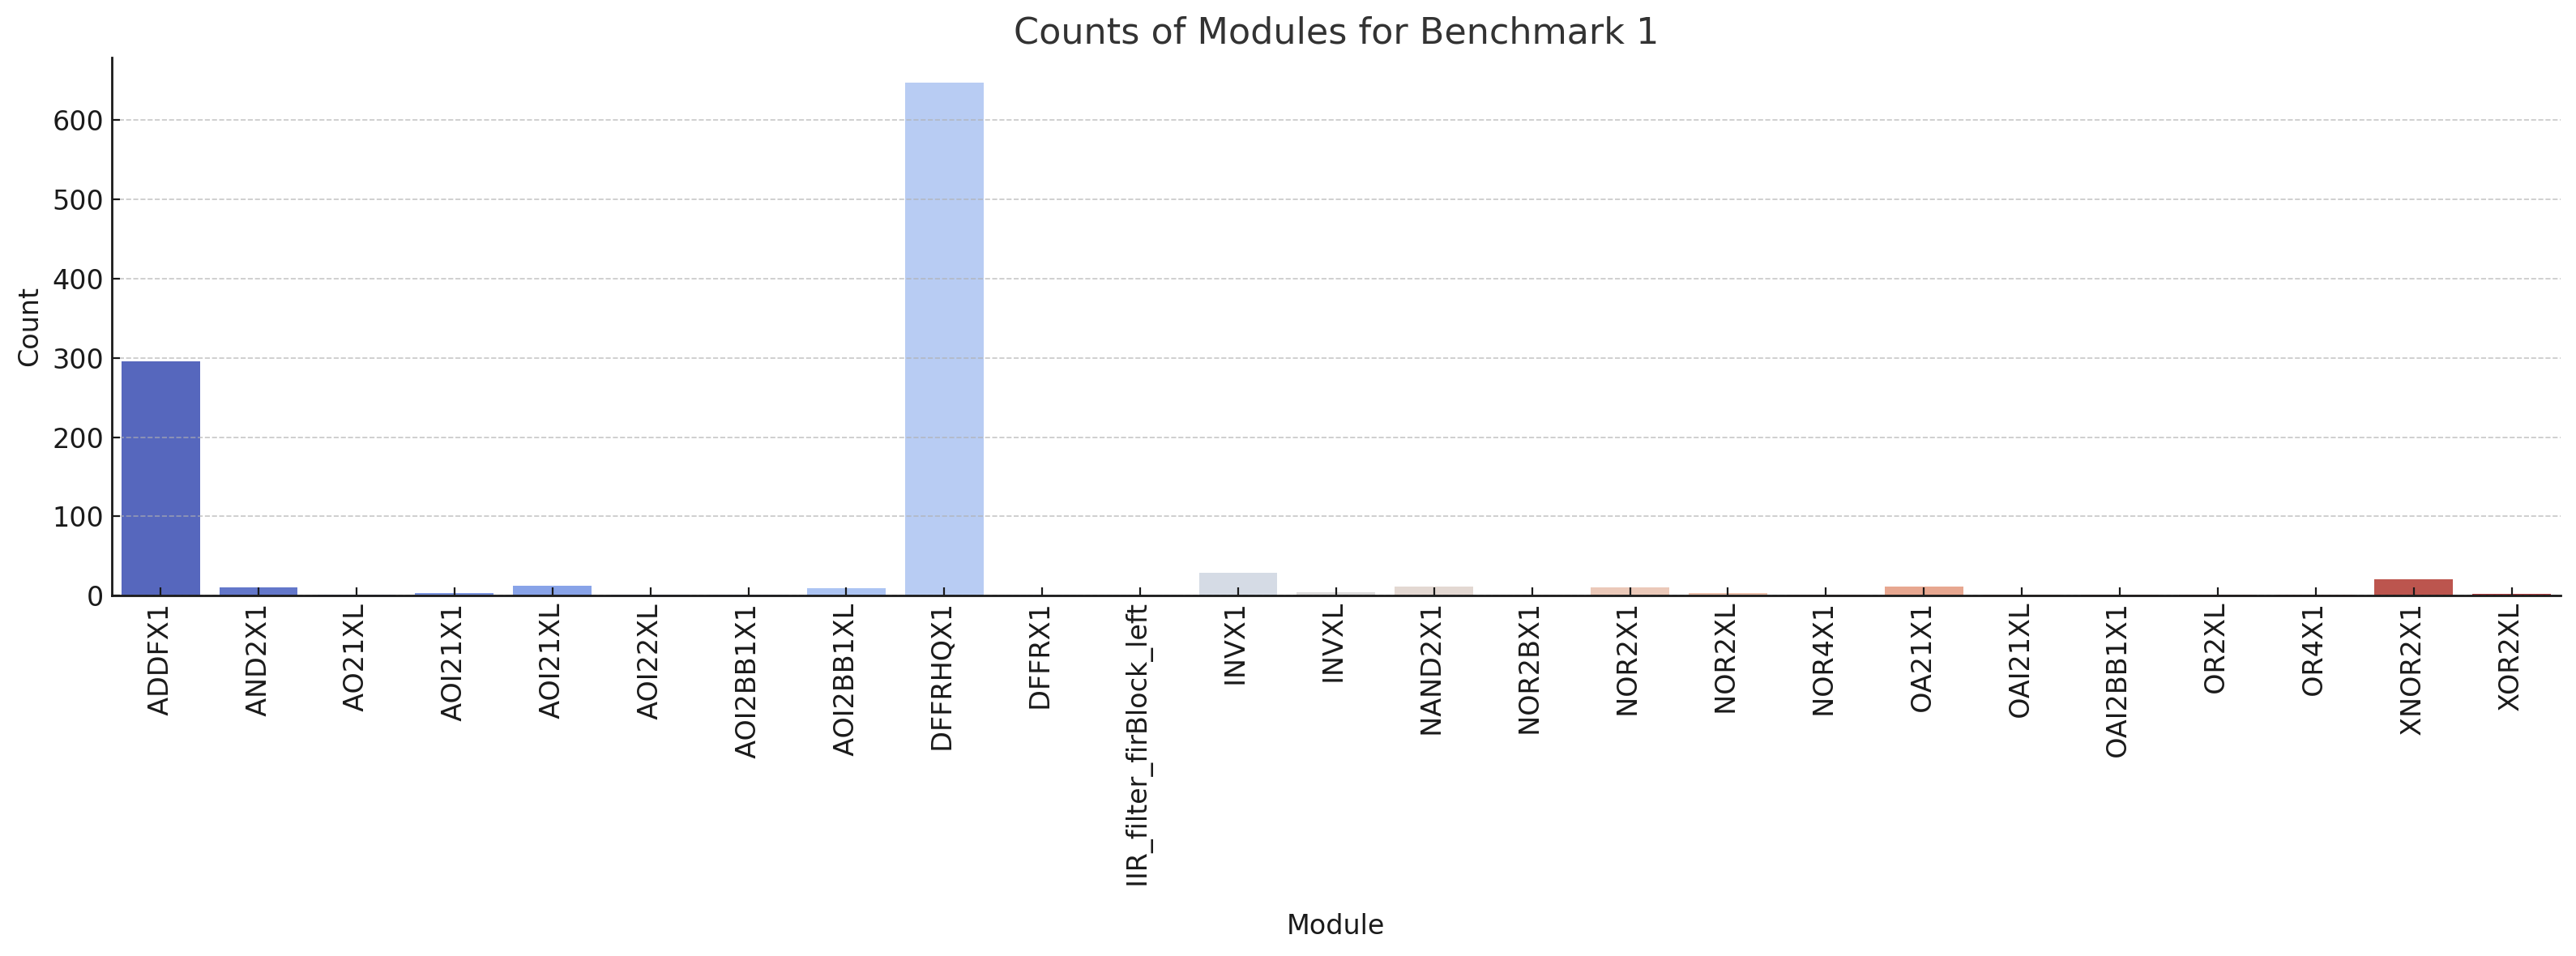 Counts of Modules for Benchmark 1
Count
600
500
400
300
200
100
0
ADDFX1
AND2X1
AO21XL
AOI21X1
AOI21XL
AOI22XL
AOI2BB1X1
AOI2BB1XL
DFFRHQX1
DFFRX1
IIR_filter_firBlock_left
INVX1
INVXL
NAND2X1
NOR2BX1
NOR2X1
NOR2XL
NOR4X1
OA21X1
OAI21XL
OAI2BB1X1
OR2XL
OR4X1
XNOR2X1
XOR2XL
Module